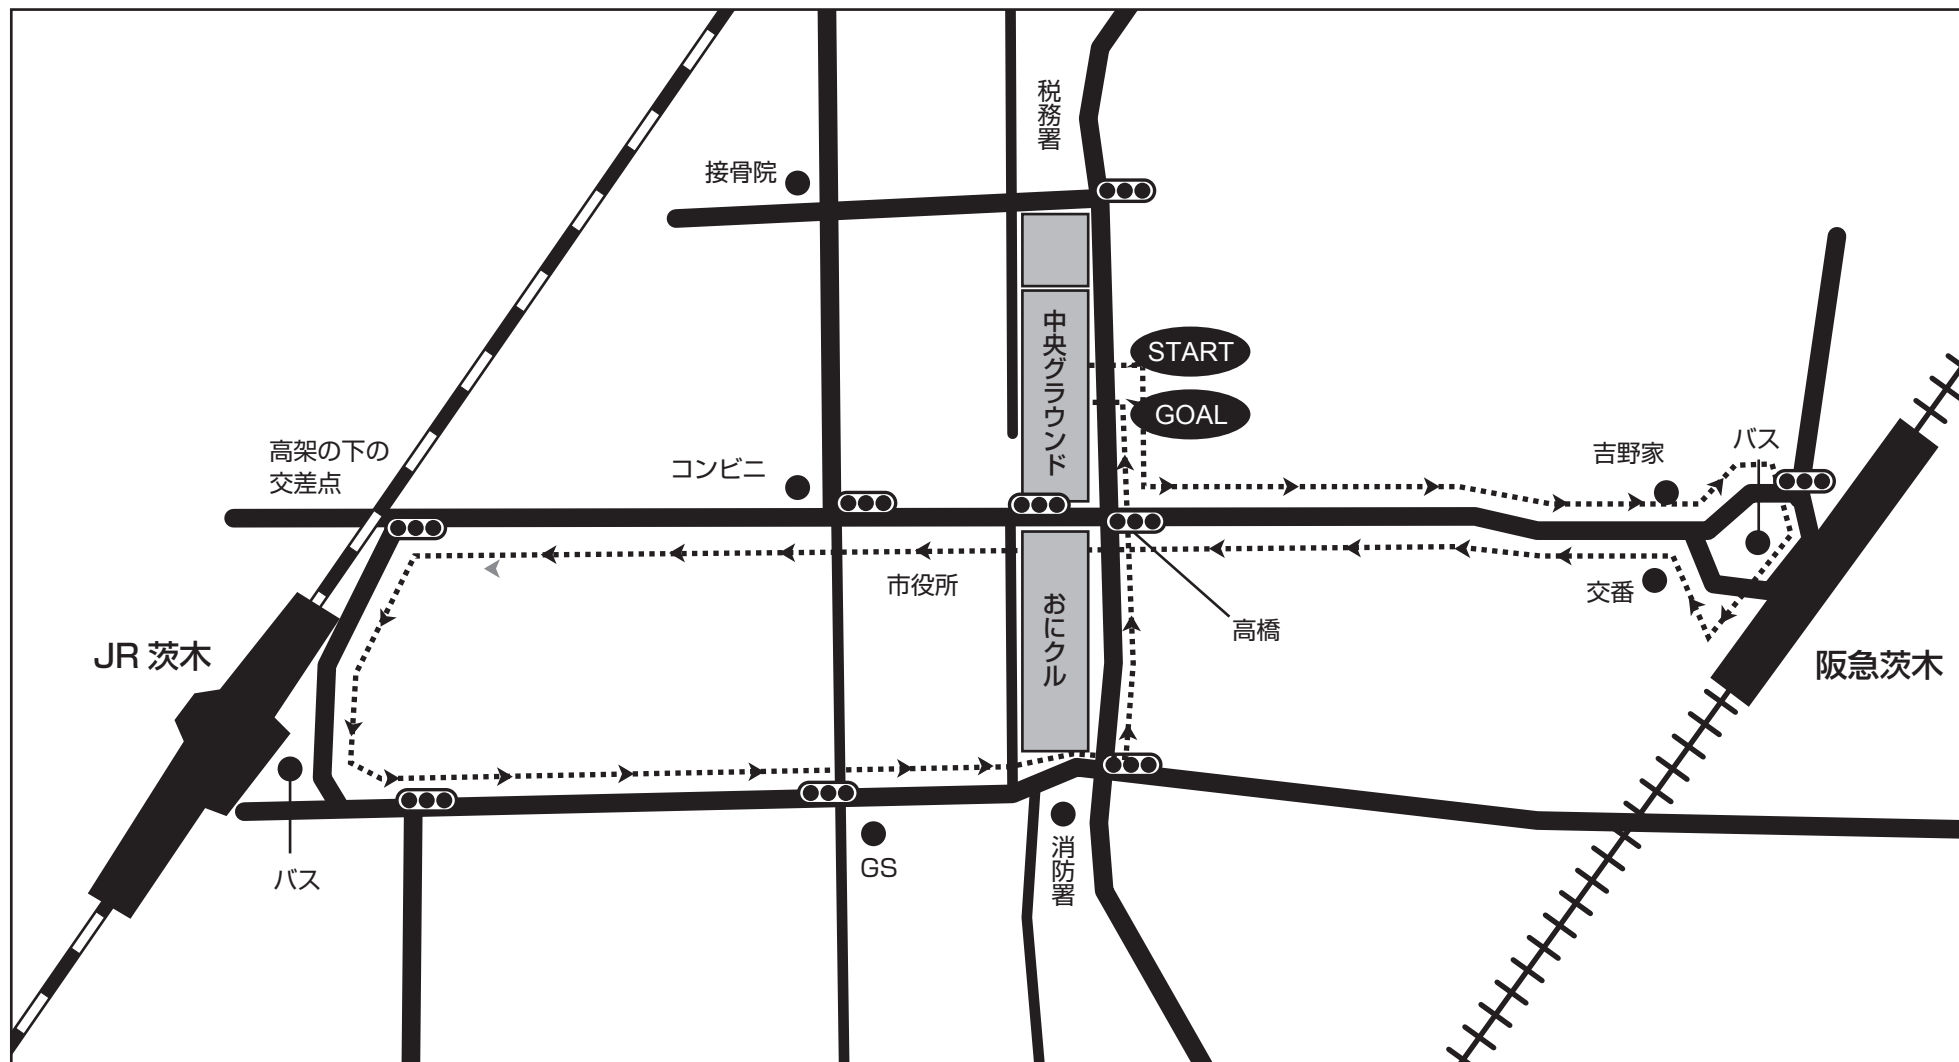 税務署
接骨院
中央グラウンド
START
GOAL
高架の下の
交差点
コンビニ
吉野家
バス
市役所
おにクル
高橋
交番
JR 茨木
阪急茨木
バス
GS
消防署